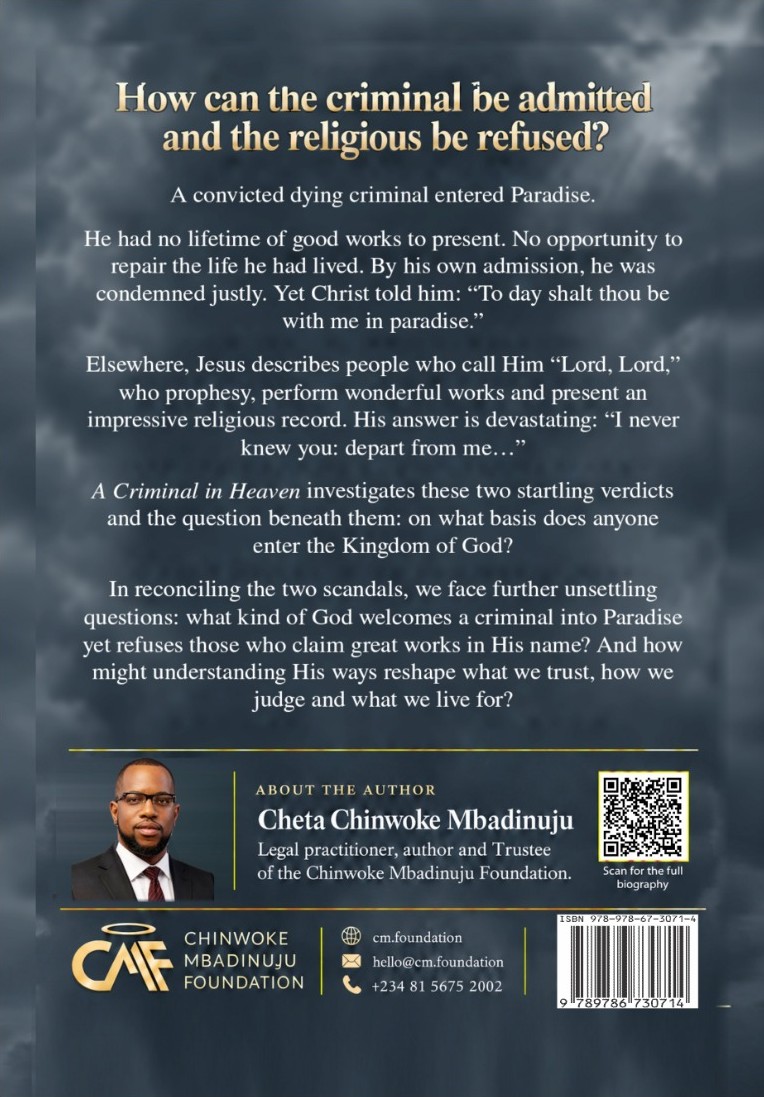 How can the criminal be admitted
and the religious be refused?
A convicted dying criminal entered Paradise.
He had no lifetime of good works to present. No opportunity to
repair the life he had lived. By his own admission, he was
condemned justly. Yet Christ told him: “To day shalt thou be
with me in paradise.”
Elsewhere, Jesus describes people who call Him “Lord, Lord,”
who prophesy, perform wonderful works and present an
impressive religious record. His answer is devastating: “I never
knew you: depart from me…”
A Criminal in Heaven investigates these two startling verdicts
and the question beneath them: on what basis does anyone
enter the Kingdom of God?
In reconciling the two scandals, we face further unsettling
questions: what kind of God welcomes a criminal into Paradise
yet refuses those who claim great works in His name? And how
might understanding His ways reshape what we trust, how we
judge and what we live for?
ABOUT THE AUTHOR
Cheta Chinwoke Mbadinuju
Legal practitioner, author and Trustee
of the Chinwoke Mbadinuju Foundation.
Scan for the full
biography
CMF
CHINWOKE
MBADINUJU
FOUNDATION
cm.foundation
hello@cm.foundation
+234 81 5675 2002
ISBN 978-978-67-3071-4
9 789786 730714